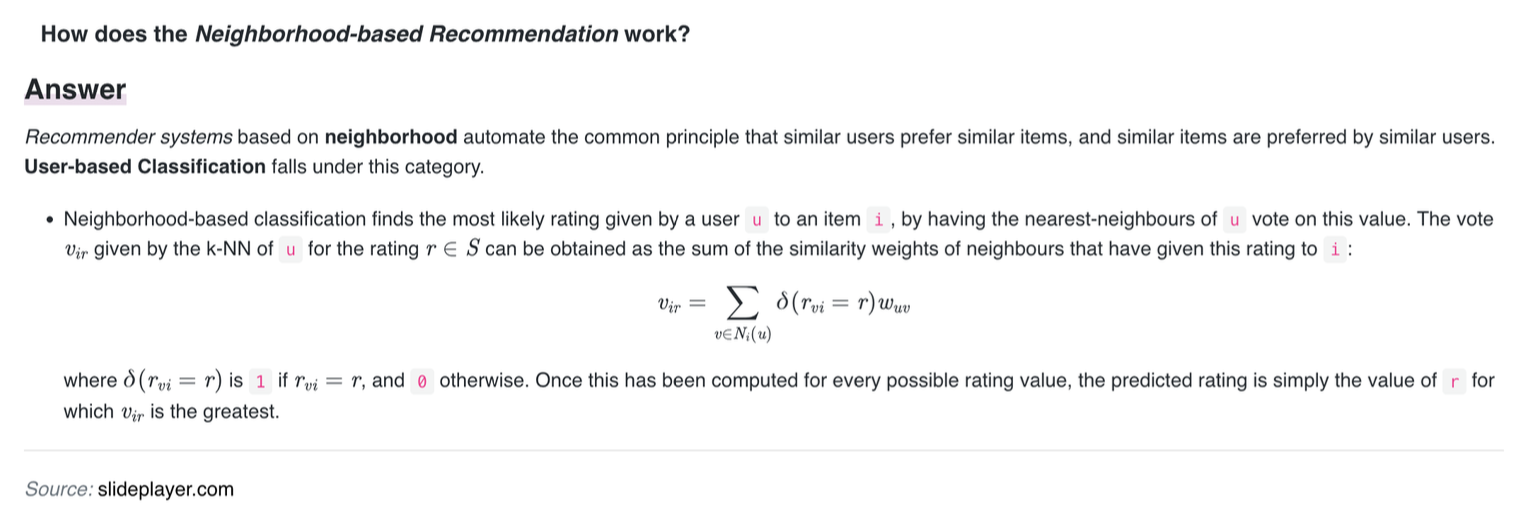 How does the Neighborhood-based Recommendation work?
Answer
Recommender systems based on neighborhood automate the common principle that similar users prefer similar items, and similar items are preferred by similar users.
User-based Classification falls under this category.
• Neighborhood-based classification finds the most likely rating given by a user u to an item i , by having the nearest-neighbours of u vote on this value. The vote
v_{ir} given by the k-NN of u for the rating r ∈ S can be obtained as the sum of the similarity weights of neighbours that have given this rating to i :
v_{ir} = ∑_{v∈N_i(u)} δ(r_{vi} = r)w_{uv}
where δ(r_{vi} = r) is 1 if r_{vi} = r, and 0 otherwise. Once this has been computed for every possible rating value, the predicted rating is simply the value of r for
which v_{ir} is the greatest.
Source: slideplayer.com